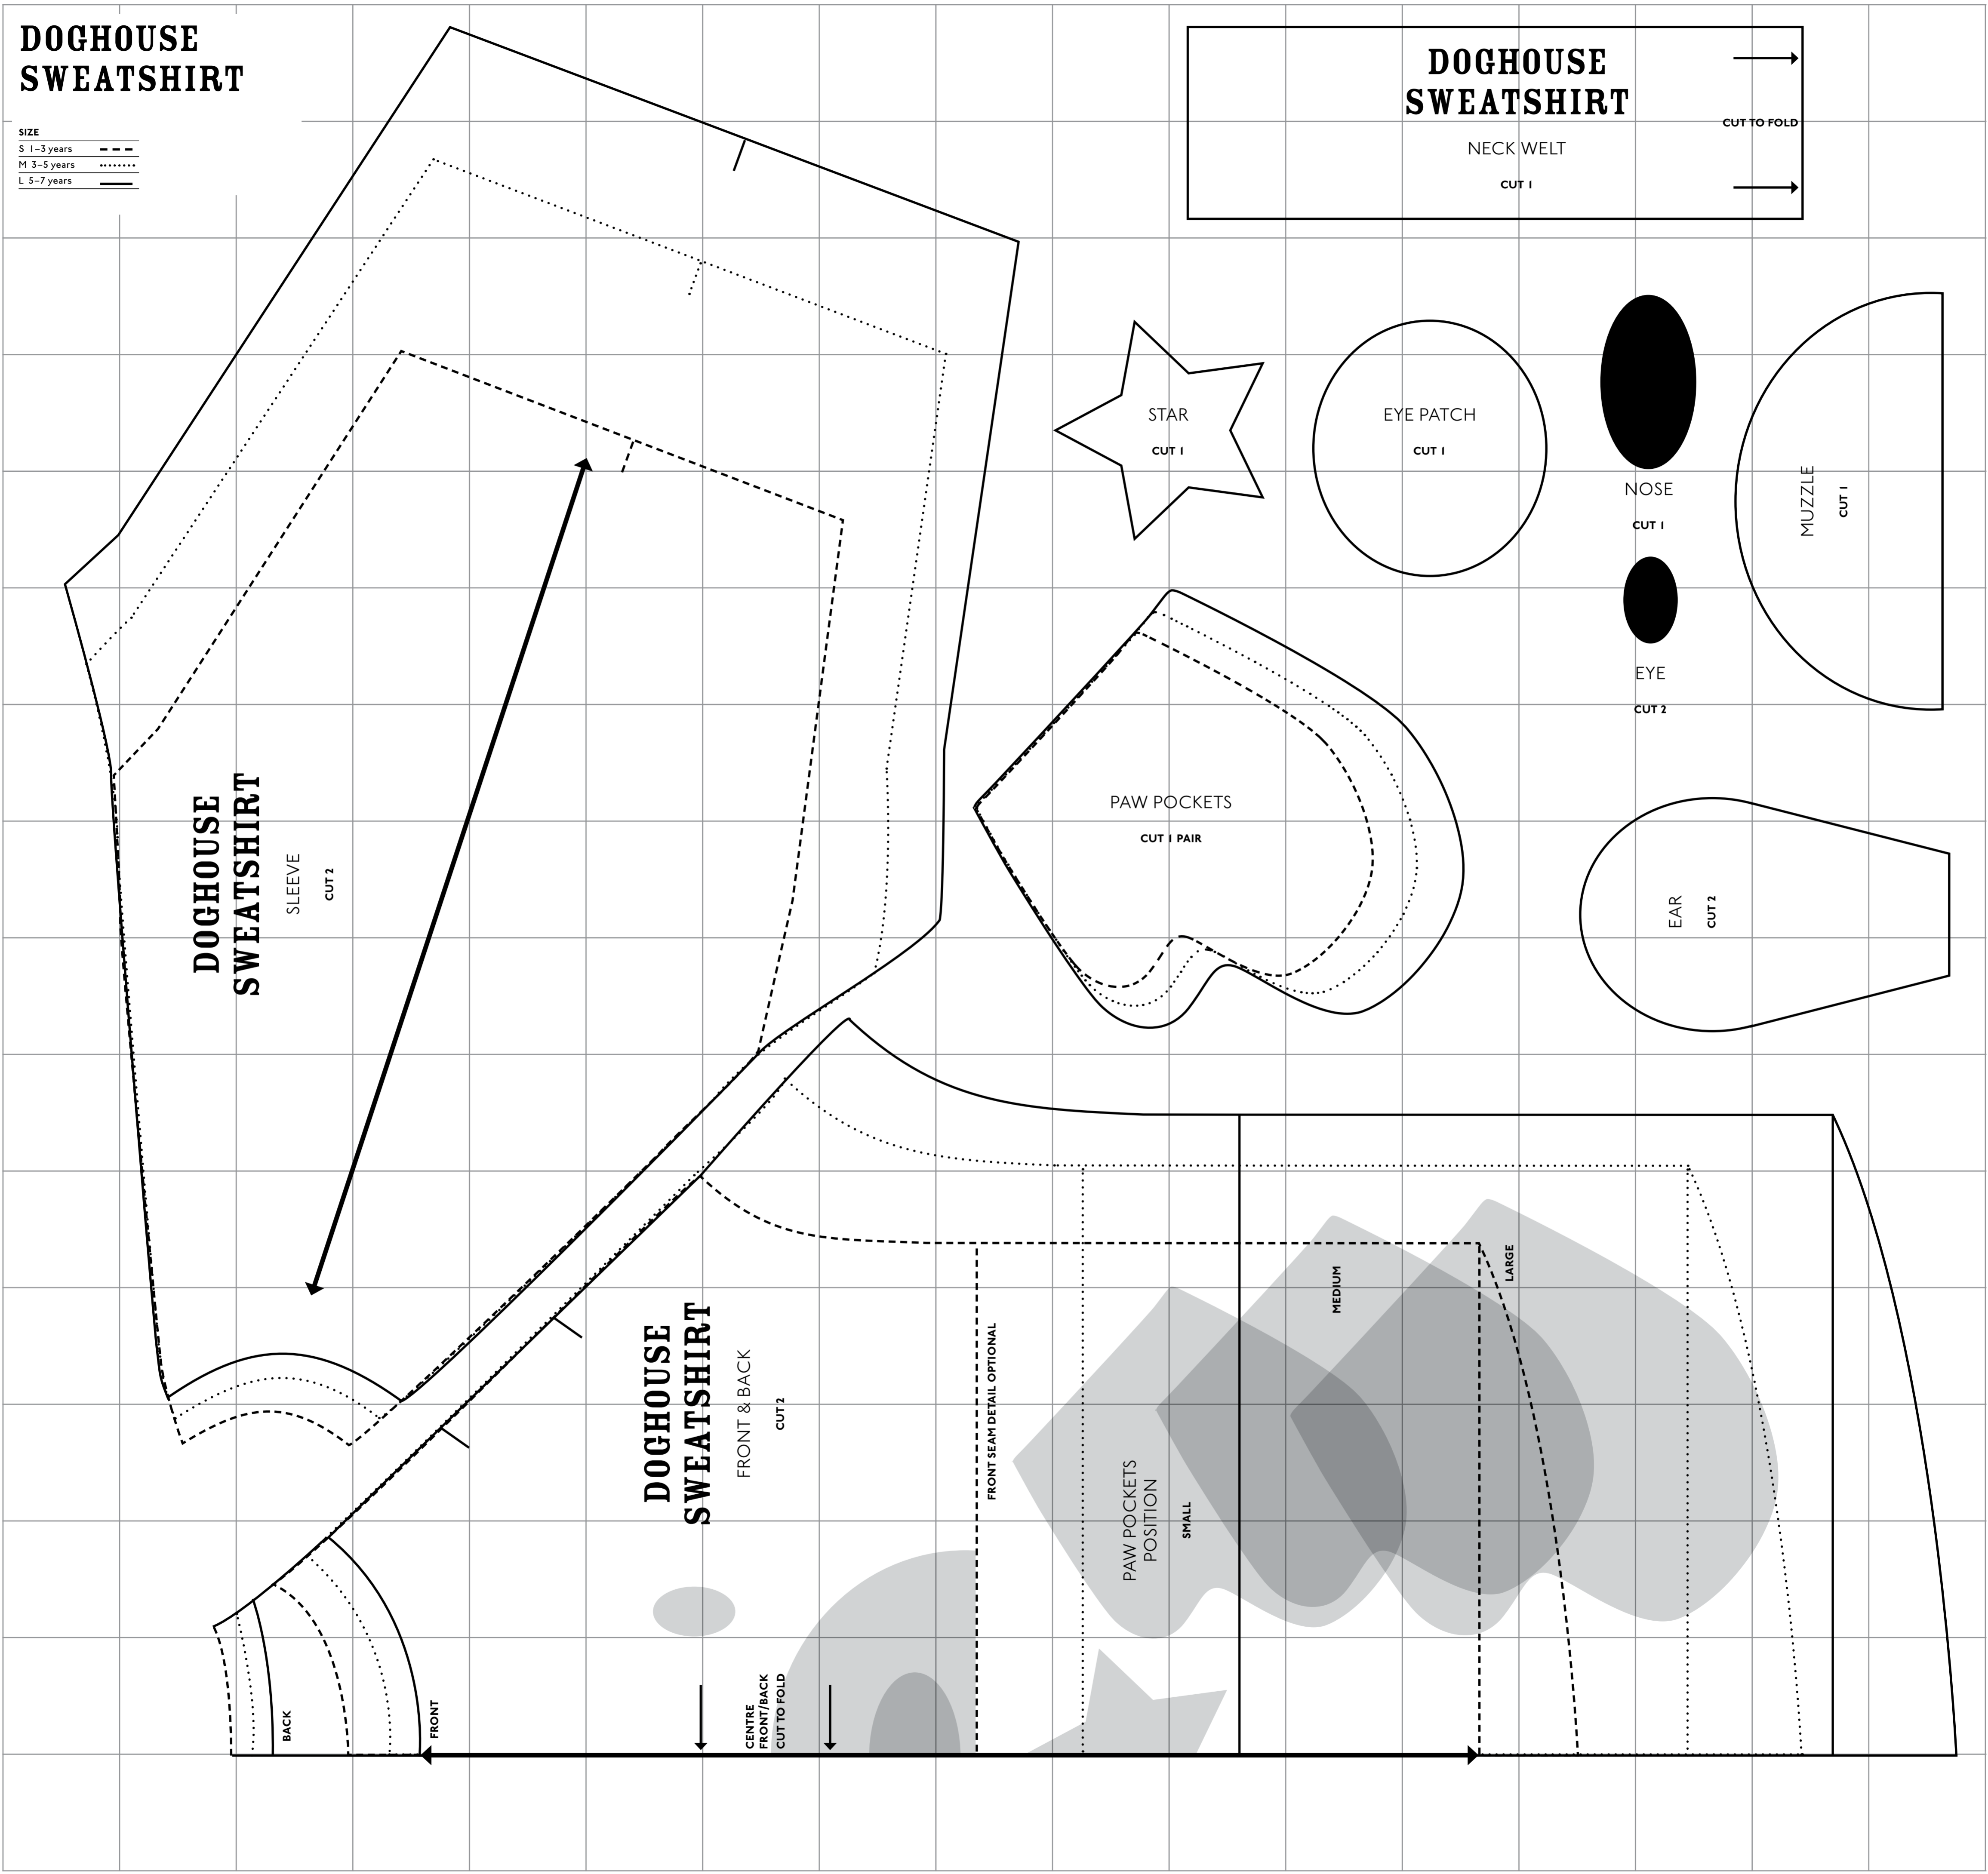 DOGHOUSE
SWEATSHIRT
SIZE
S 1–3 years
M 3–5 years
L 5–7 years
DOGHOUSE
SWEATSHIRT
NECK WELT
CUT 1
CUT TO FOLD
STAR
CUT 1
EYE PATCH
CUT 1
NOSE
CUT 1
EYE
CUT 2
MUZZLE
CUT 1
DOGHOUSE
SWEATSHIRT
SLEEVE
CUT 2
PAW POCKETS
CUT 1 PAIR
EAR
CUT 2
DOGHOUSE
SWEATSHIRT
FRONT & BACK
CUT 2
FRONT SEAM DETAIL OPTIONAL
PAW POCKETS
POSITION
SMALL
MEDIUM
LARGE
BACK
FRONT
CENTRE
FRONT/BACK
CUT TO FOLD